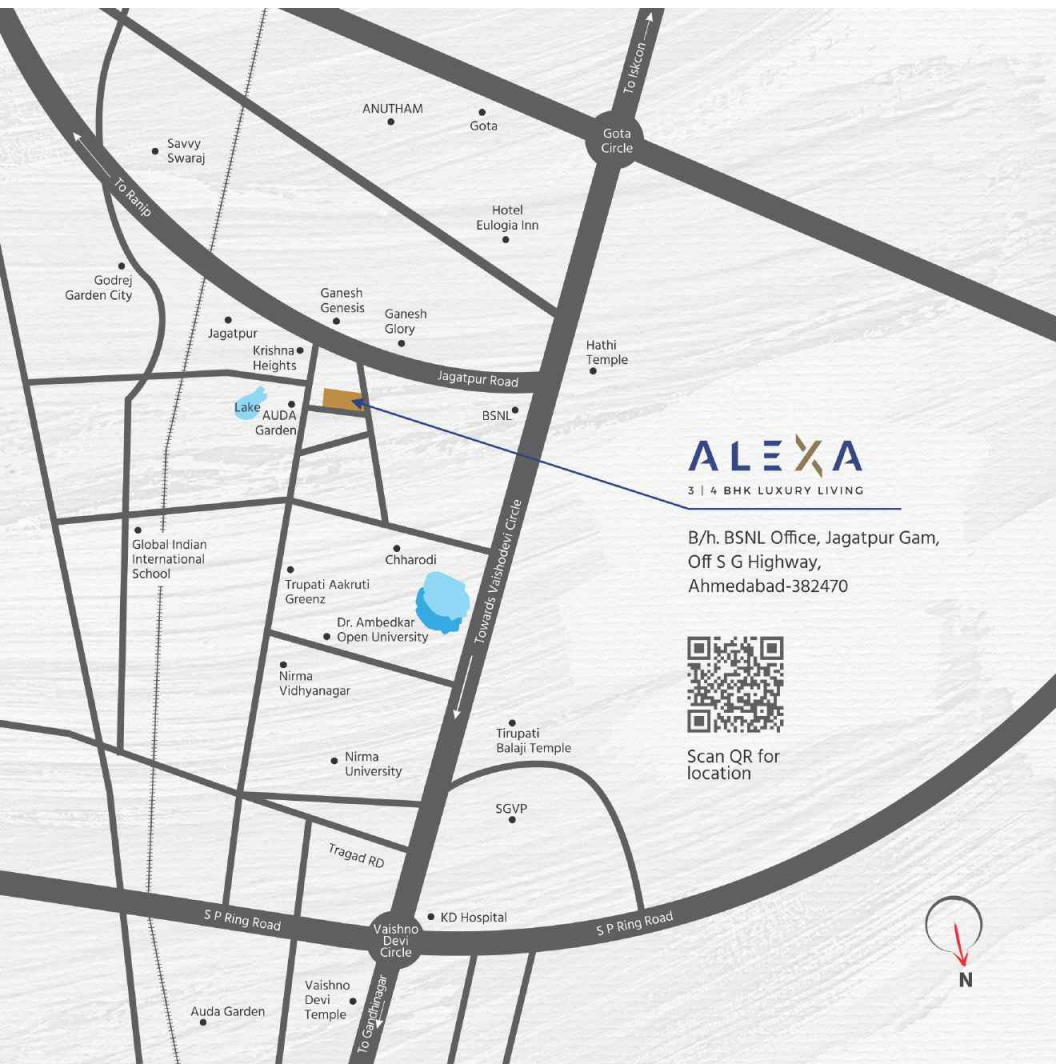 To Iskcon
ANUTHAM
Gota
Gota
Circle
Savvy
Swaraj
To Ranip
Hotel
Eulogia Inn
Godrej
Garden City
Ganesh
Genesis
Ganesh
Glory
Jagatpur
Krishna
Heights
Hathi
Temple
Jagatpur Road
Lake
AUDA
Garden
BSNL
ALEXA
3 | 4 BHK LUXURY LIVING
B/h. BSNL Office, Jagatpur Gam,
Off S G Highway,
Ahmedabad-382470
Global Indian
International
School
Chharodi
Towards Vaishodevi Circle
Trupati Aakruti
Greenz
Dr. Ambedkar
Open University
Nirma
Vidhyanagar
Tirupati
Balaji Temple
Nirma
University
Scan QR for
location
SGVP
Tragad RD
S P Ring Road
Vaishno
Devi
Circle
KD Hospital
S P Ring Road
Vaishno
Devi
Temple
Auda Garden
To Gandhinagar
N